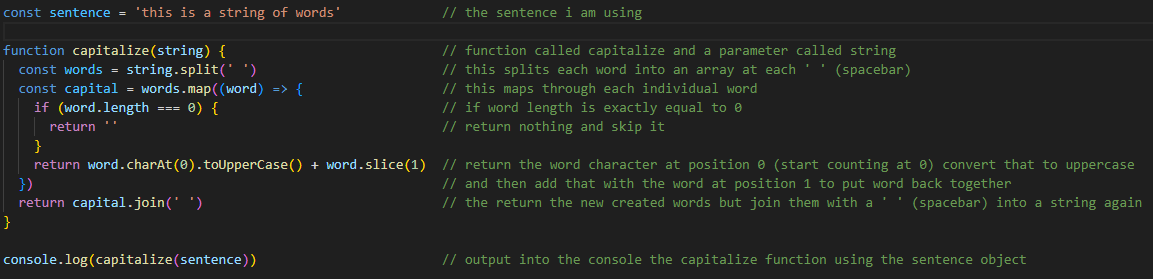 const sentence = 'this is a string of words' // the sentence i am using
function capitalize(string) { // function called capitalize and a parameter called string
const words = string.split(' ') // this splits each word into an array at each ' ' (spacebar)
const capital = words.map((word) => { // this maps through each individual word
if (word.length === 0) { // if word length is exactly equal to 0
return '' // return nothing and skip it
}
return word.charAt(0).toUpperCase() + word.slice(1) // return the word character at position 0 (start counting at 0) convert that to uppercase
}) // and then add that with the word at position 1 to put word back together
return capital.join(' ') // the return the new created words but join them with a ' ' (spacebar) into a string again
}
console.log(capitalize(sentence)) // output into the console the capitalize function using the sentence object